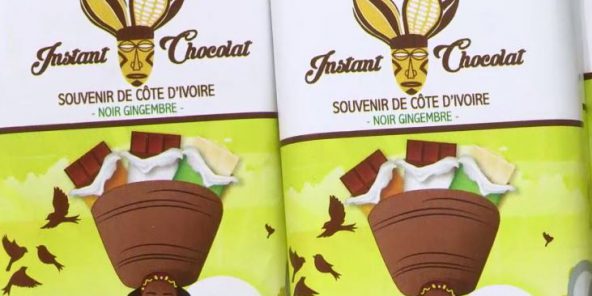 Instant Chocolat
SOUVENIR DE CÔTE D'IVOIRE
- NOIR GINGEMBRE -
Instant Chocolat
SOUVENIR DE CÔTE D'IVOIRE
- NOIR GINGEMBRE -